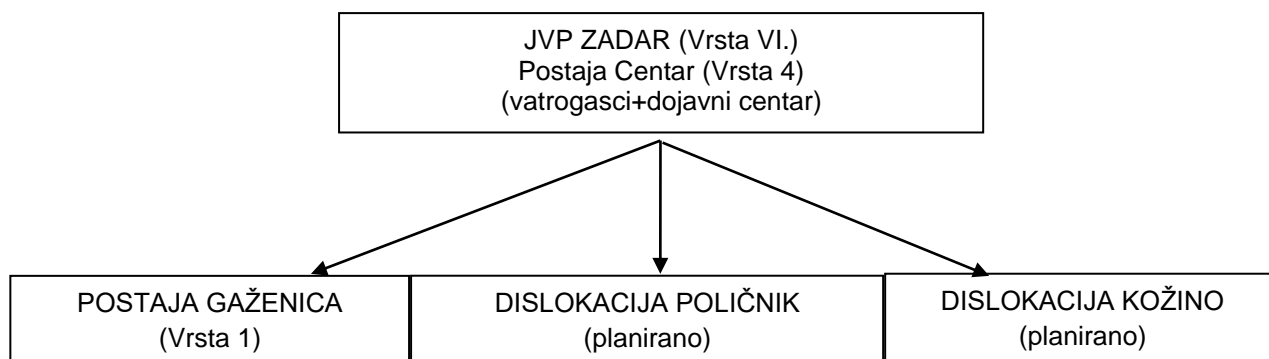 JVP ZADAR (Vrsta VI.)
Postaja Centar (Vrsta 4)
(vatrogasci+dojavni centar)
POSTAJA GAŽENICA
(Vrsta 1)
DISLOKACIJA POLIČNIK
(planirano)
DISLOKACIJA KOŽINO
(planirano)